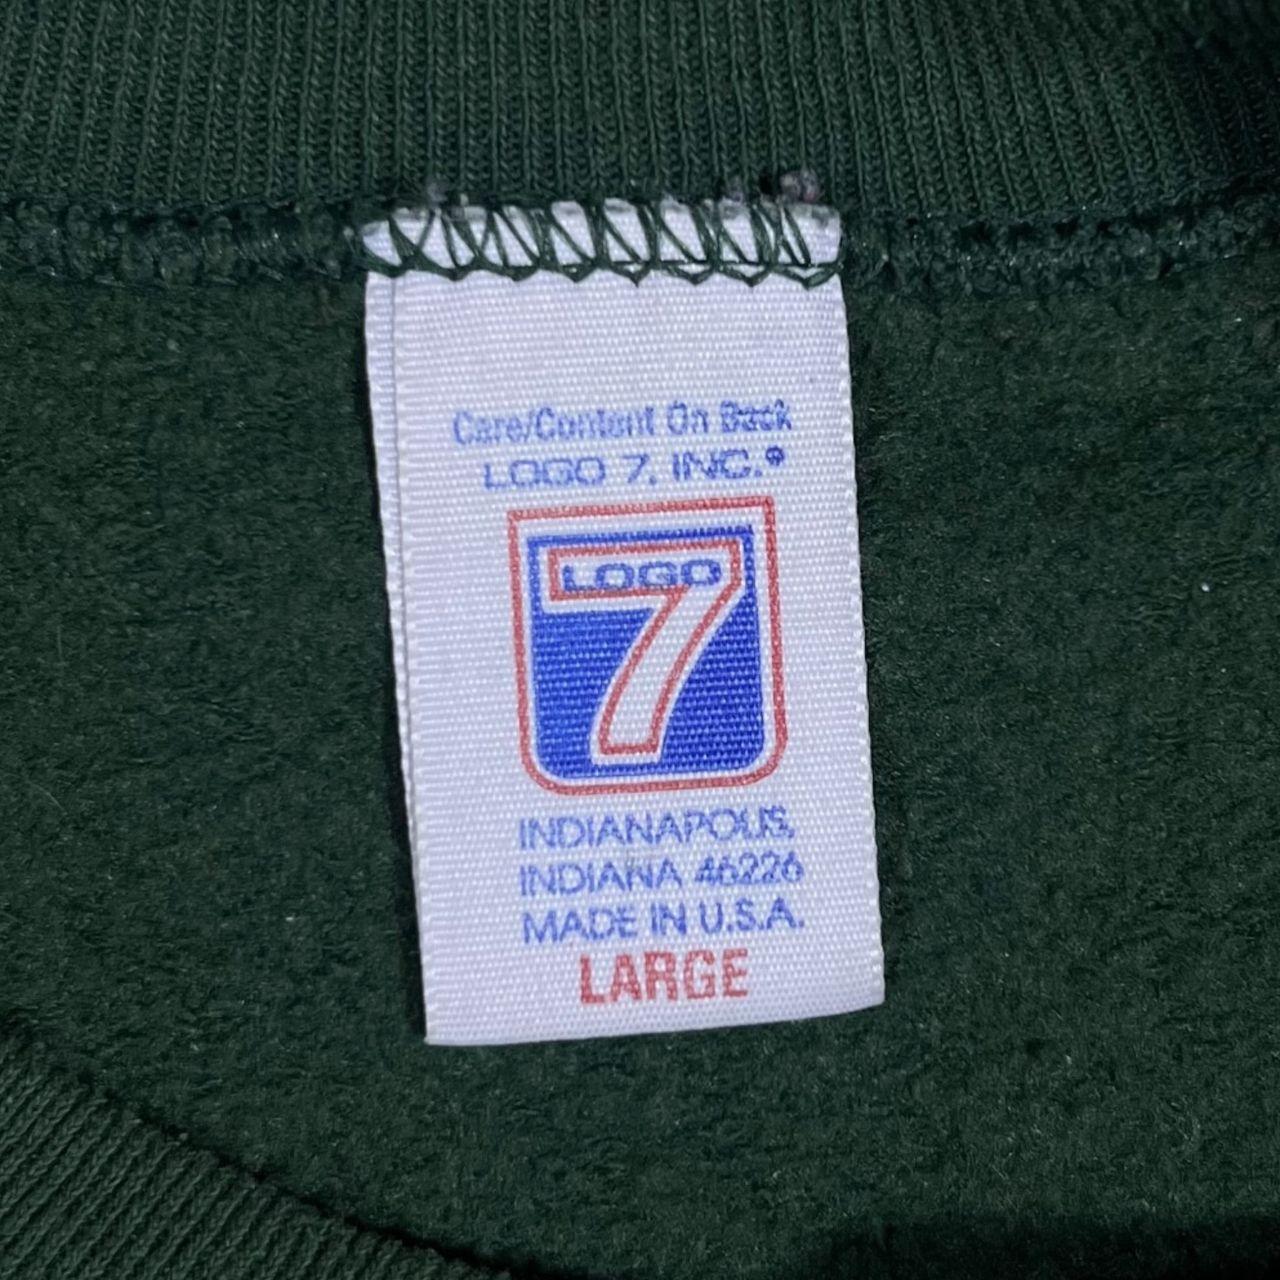 Care/Content On Back
LOGO 7, INC.®
LOGO
7
INDIANAPOLIS,
INDIANA 46226
MADE IN U.S.A.
LARGE